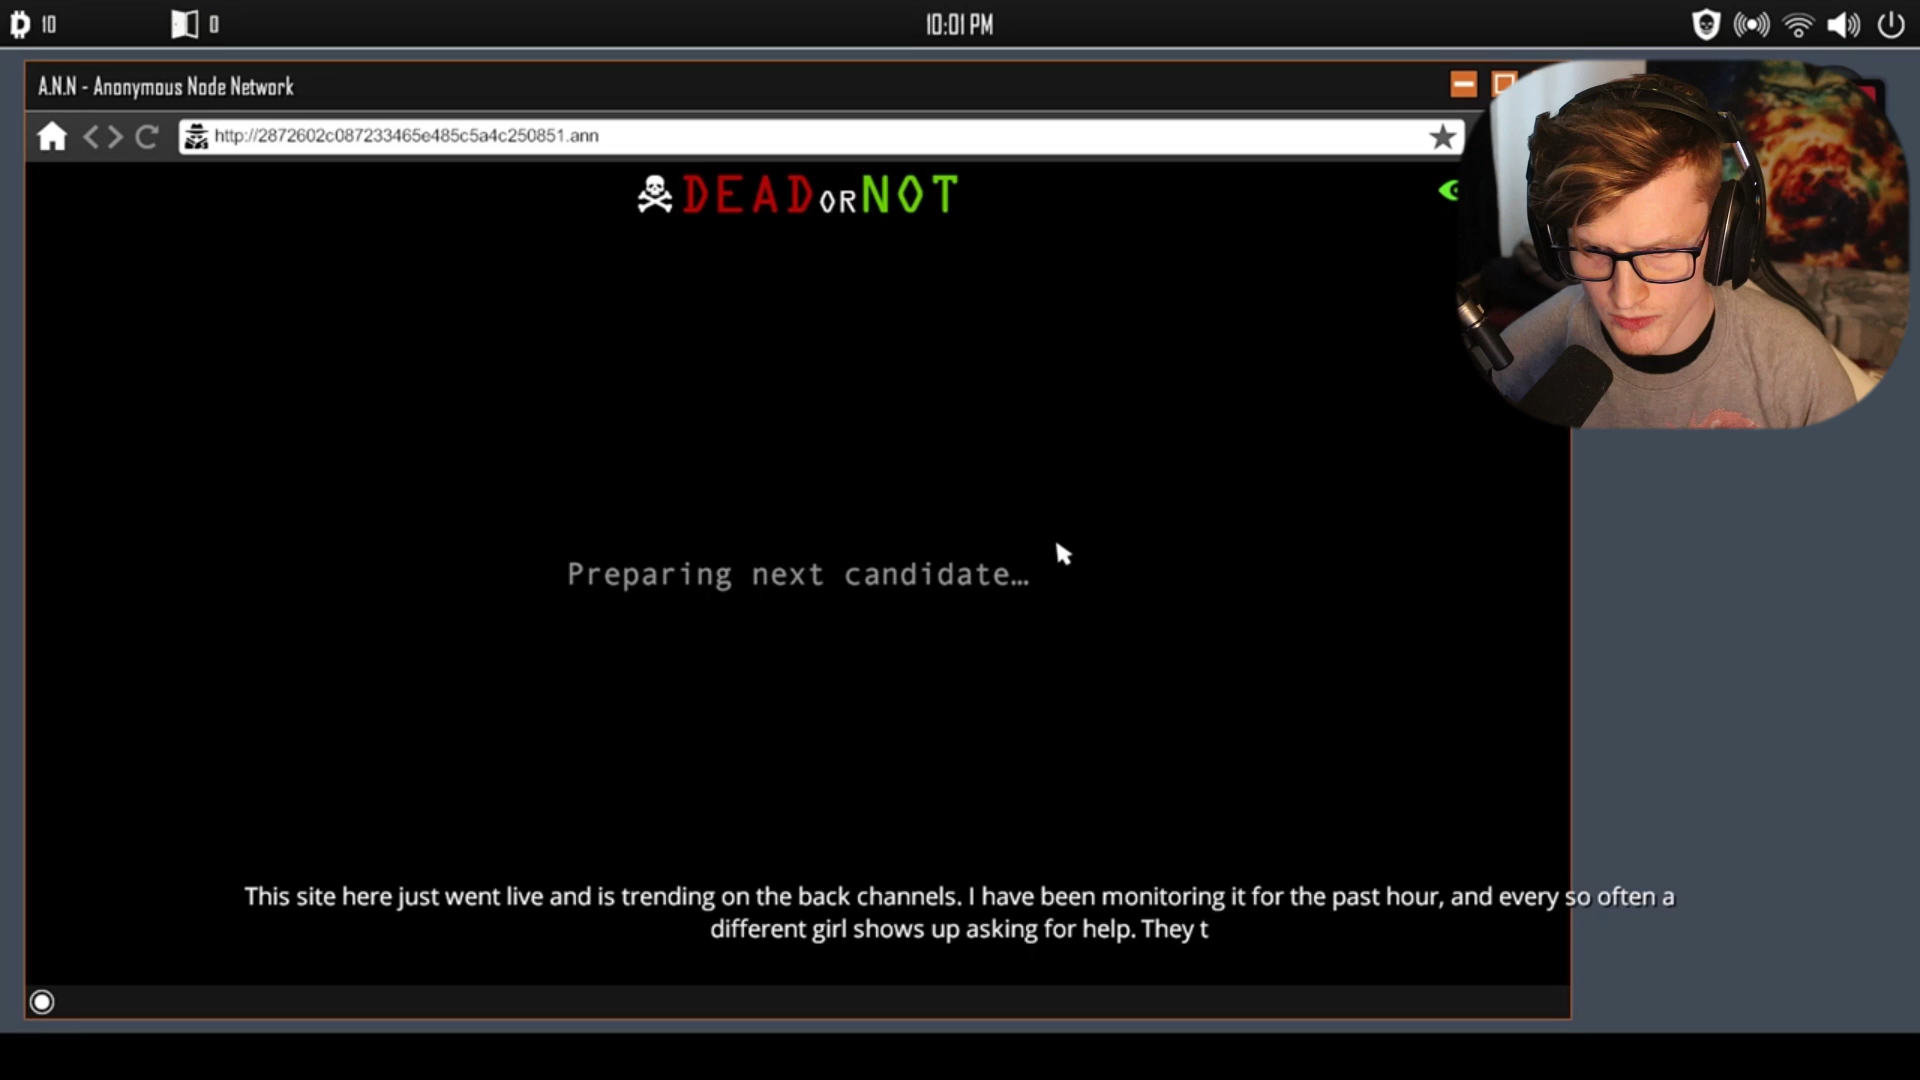 10
0
10:01 PM
A.N.N - Anonymous Node Network
http://2872602c087233465e485c5a4c250851.ann
DEAD OR NOT
Preparing next candidate…
This site here just went live and is trending on the back channels. I have been monitoring it for the past hour, and every so often a
different girl shows up asking for help. They t